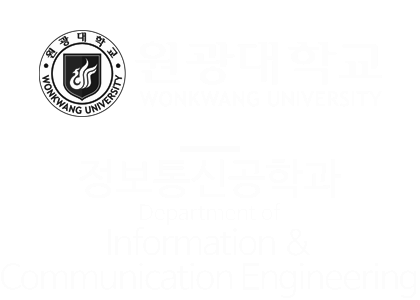 원광대학교
WONKWANG UNIVERSITY
원광대학교
WONKWANG UNIVERSITY
정보통신공학과
Information &
Communication Engineering